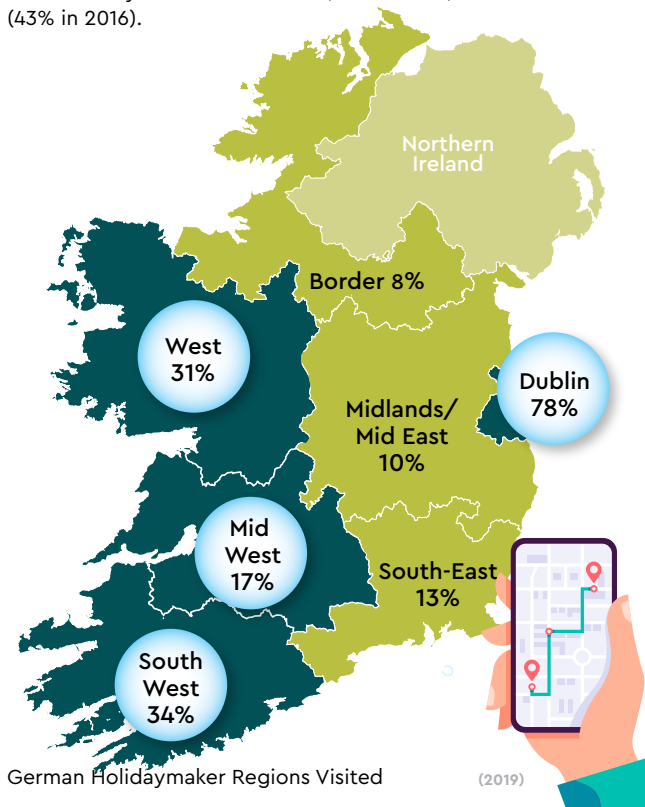 (43% in 2016).
Northern
Ireland
Border 8%
West
31%
Dublin
78%
Midlands/
Mid East
10%
Mid
West
17%
South-East
13%
South
West
34%
German Holidaymaker Regions Visited
(2019)